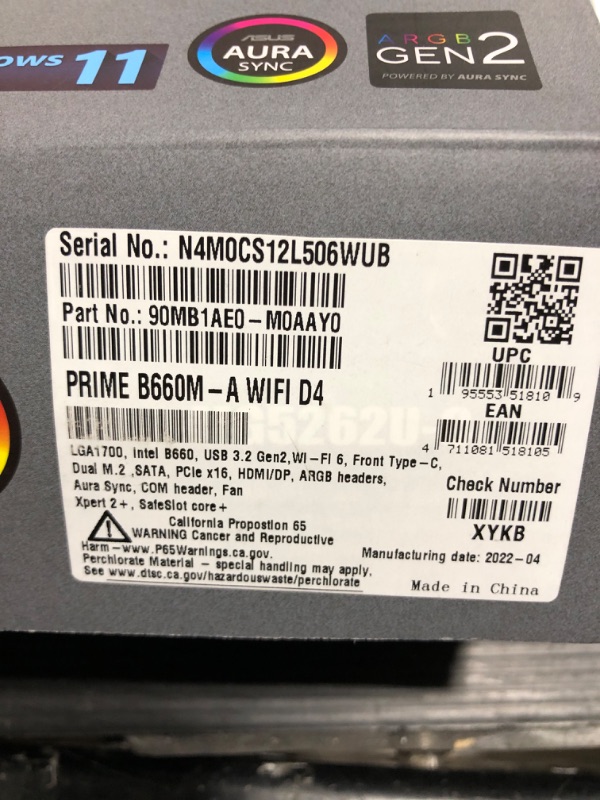 ows 11
ASUS
AURA
SYNC
ARGB
GEN2
POWERED BY AURA SYNC
Serial No.: N4M0CS12L506WUB
Part No.: 90MB1AE0-M0AAY0
UPC
1 95553 51810 9
PRIME B660M-A WIFI D4
EAN
4 711081 518105
LGA1700, intel B660, USB 3.2 Gen2,WI-FI 6, Front Type-C,
Dual M.2 ,SATA, PCIe x16, HDMI/DP, ARGB headers,
Aura Sync, COM header, Fan
Xpert 2+, SafeSlot core+
Check Number
XYKB
California Propostion 65
WARNING Cancer and Reproductive
Harm-www.P65Warnings.ca.gov.
Perchlorate Material - special handling may apply,
See www.dtsc.ca.gov/hazardouswaste/perchlorate
Manufacturing date: 2022-04
Made in China